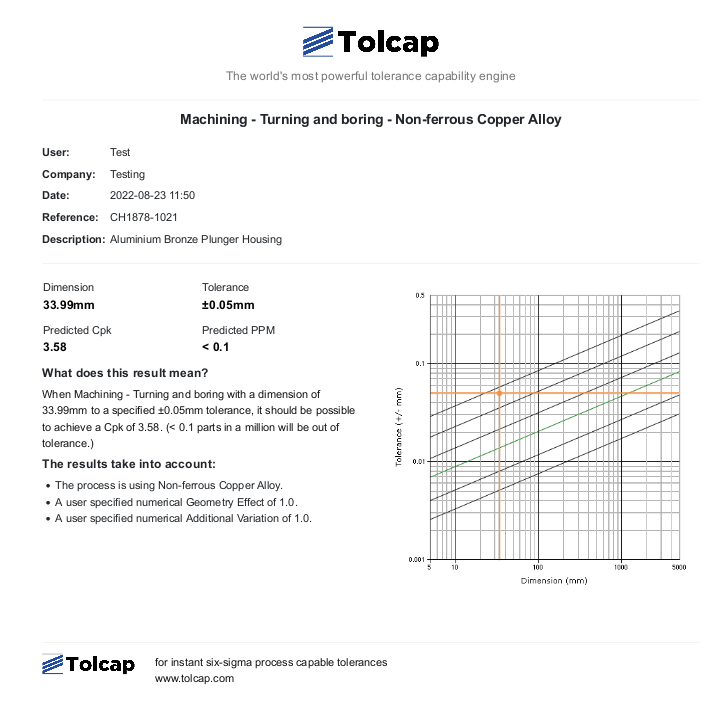 Tolcap
The world's most powerful tolerance capability engine
Machining - Turning and boring - Non-ferrous Copper Alloy
User: Test
Company: Testing
Date: 2022-08-23 11:50
Reference: CH1878-1021
Description: Aluminium Bronze Plunger Housing
Dimension Tolerance
33.99mm ±0.05mm
Predicted Cpk Predicted PPM
3.58 < 0.1
What does this result mean?
When Machining - Turning and boring with a dimension of
33.99mm to a specified ±0.05mm tolerance, it should be possible
to achieve a Cpk of 3.58. (< 0.1 parts in a million will be out of
tolerance.)
The results take into account:
• The process is using Non-ferrous Copper Alloy.
• A user specified numerical Geometry Effect of 1.0.
• A user specified numerical Additional Variation of 1.0.
0.5
0.1
0.01
0.001
Tolerance (+/- mm)
5 10 100 1000 5000
Dimension (mm)
Tolcap
for instant six-sigma process capable tolerances
www.tolcap.com